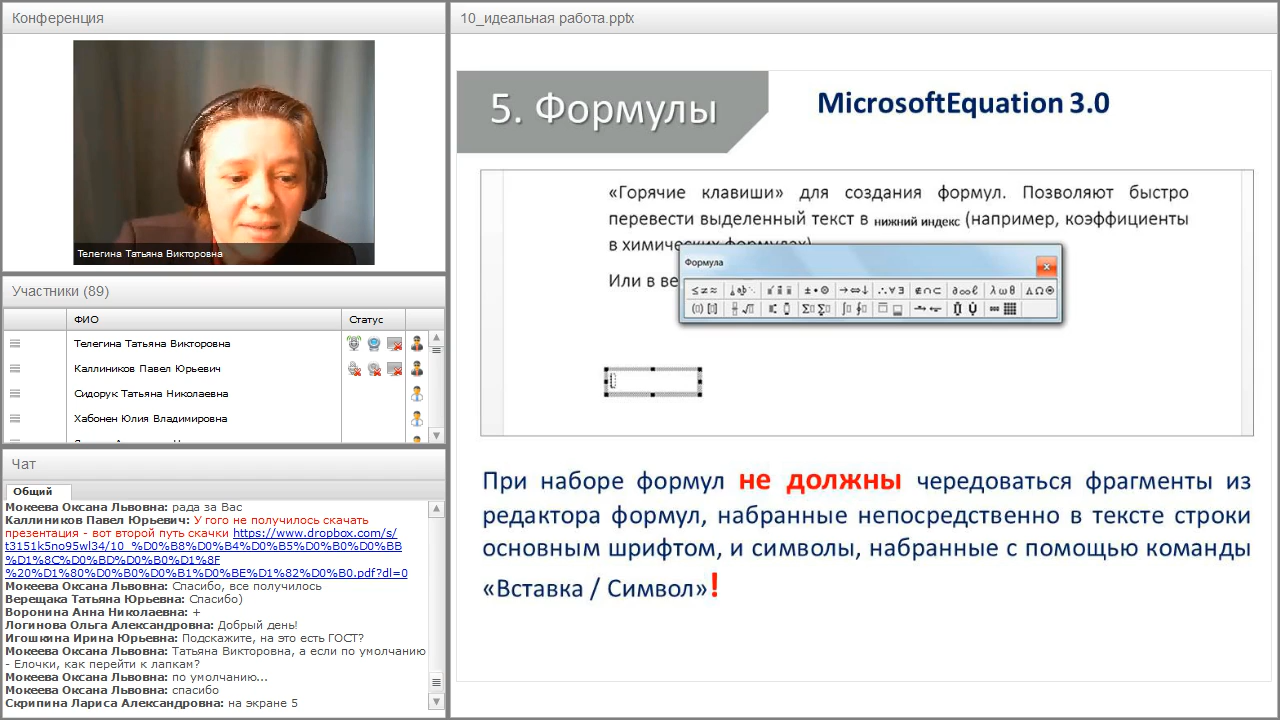 Конференция
Телегина Татьяна Викторовна
Участники (89)
ФИО
Статус
Телегина Татьяна Викторовна
Каллиников Павел Юрьевич
Сидорук Татьяна Николаевна
Хабонен Юлия Владимировна
Чат
Общий
Мокеева Оксана Львовна: рада за Вас
Каллиников Павел Юрьевич: У гого не получилось скачать
презентация - вот второй путь скачки https://www.dropbox.com/s/
t3151k5no95wl34/10_%D0%B8%D0%B4%D0%B5%D0%B0%D0%BB
%D1%8C%D0%BD%D0%B0%D1%8F
%20%D1%80%D0%B0%D0%B1%D0%BE%D1%82%D0%B0.pdf?dl=0
Мокеева Оксана Львовна: Спасибо, все получилось
Верещака Татьяна Юрьевна: Спасибо)
Воронина Анна Николаевна: +
Логинова Ольга Александровна: Добрый день!
Игошкина Ирина Юрьевна: Подскажите, на это есть ГОСТ?
Мокеева Оксана Львовна: Татьяна Викторовна, а если по умолчанию
- Елочки, как перейти к лапкам?
Мокеева Оксана Львовна: по умолчанию...
Мокеева Оксана Львовна: спасибо
Скрипина Лариса Александровна: на экране 5
10_идеальная работа.pptx
5. Формулы
MicrosoftEquation 3.0
«Горячие клавиши» для создания формул. Позволяют быстро
перевести выделенный текст в нижний индекс (например, коэффициенты
в химических формулах)
Или в ве
Формула
При наборе формул не должны чередоваться фрагменты из
редактора формул, набранные непосредственно в тексте строки
основным шрифтом, и символы, набранные с помощью команды
«Вставка / Символ»!